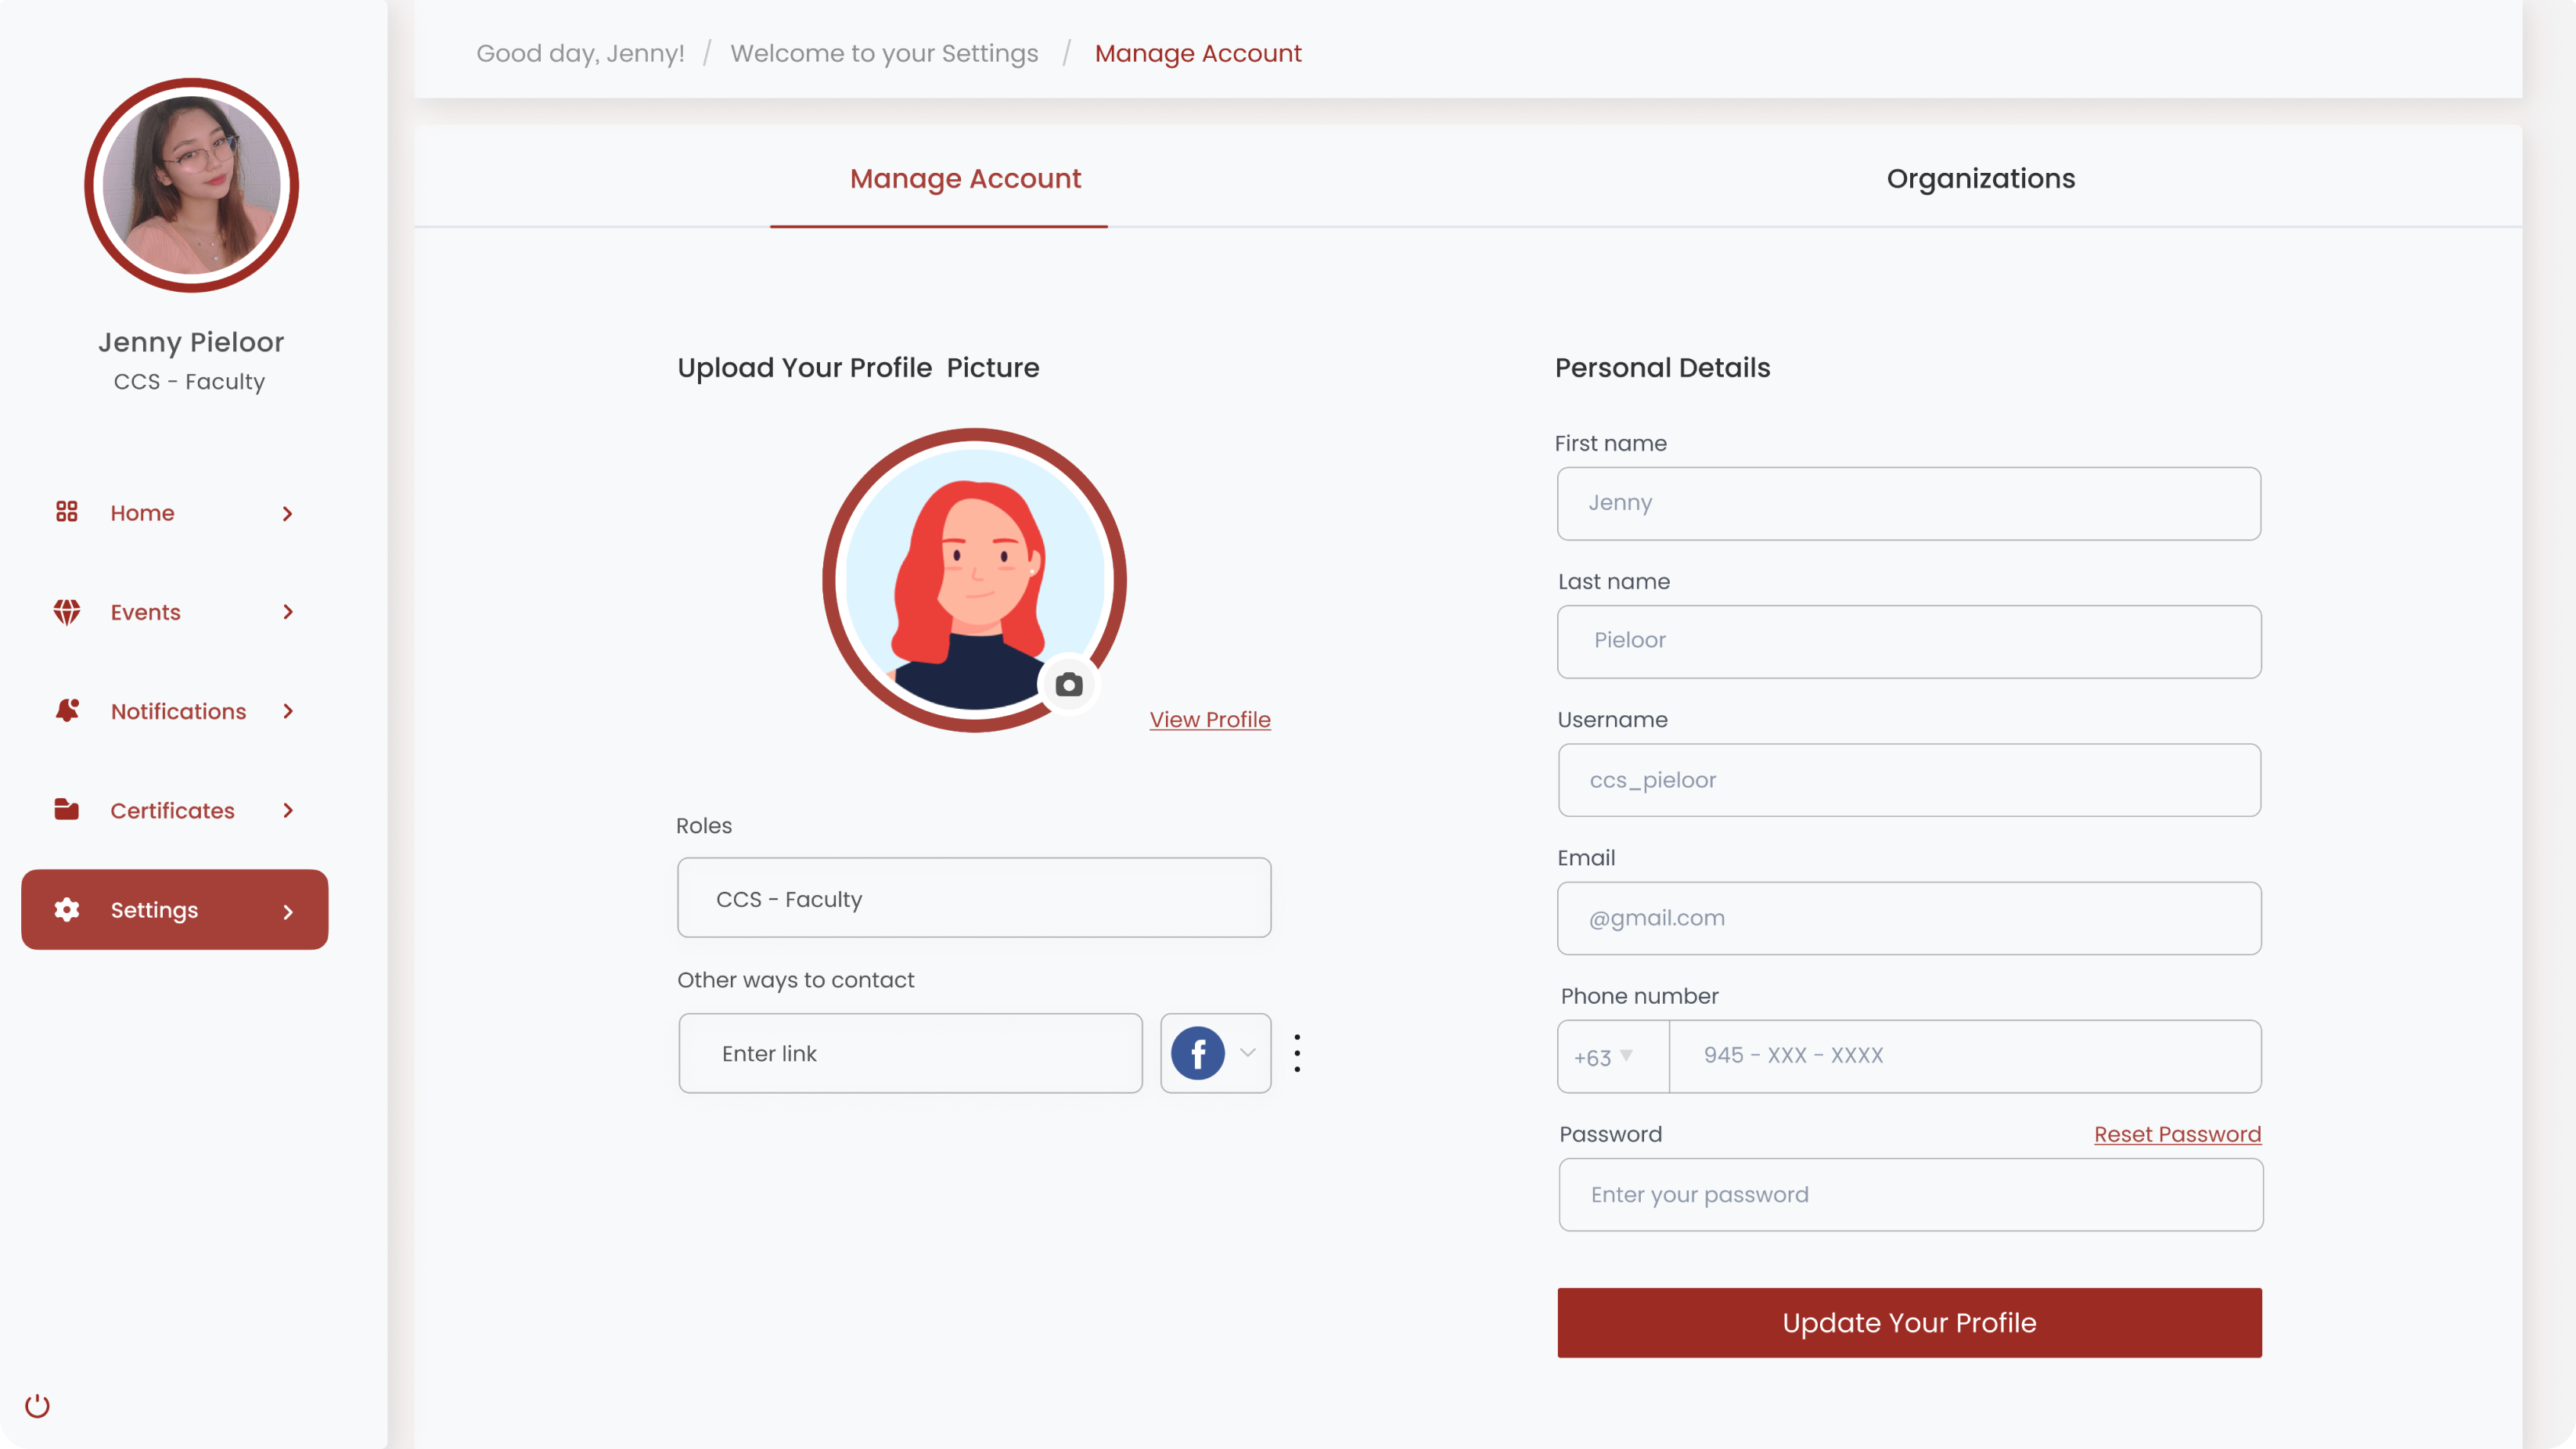 Good day, Jenny! / Welcome to your Settings / Manage Account
Jenny Pieloor
CCS - Faculty
Home
Events
Notifications
Certificates
Settings
Manage Account
Organizations
Upload Your Profile Picture
View Profile
Roles
CCS - Faculty
Other ways to contact
Enter link
Personal Details
First name
Jenny
Last name
Pieloor
Username
ccs_pieloor
Email
@gmail.com
Phone number
+63 945 - XXX - XXXX
Password
Reset Password
Enter your password
Update Your Profile